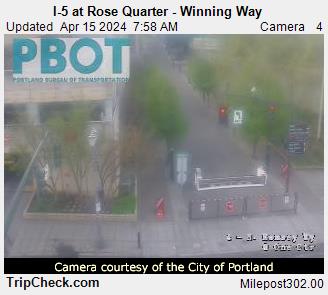 I-5 at Rose Quarter - Winning Way
Updated Apr 15 2024 7:58 AM Camera 4
PBOT
PORTLAND BUREAU OF TRANSPORTATION
Camera courtesy of the City of Portland
TripCheck.com Milepost302.00